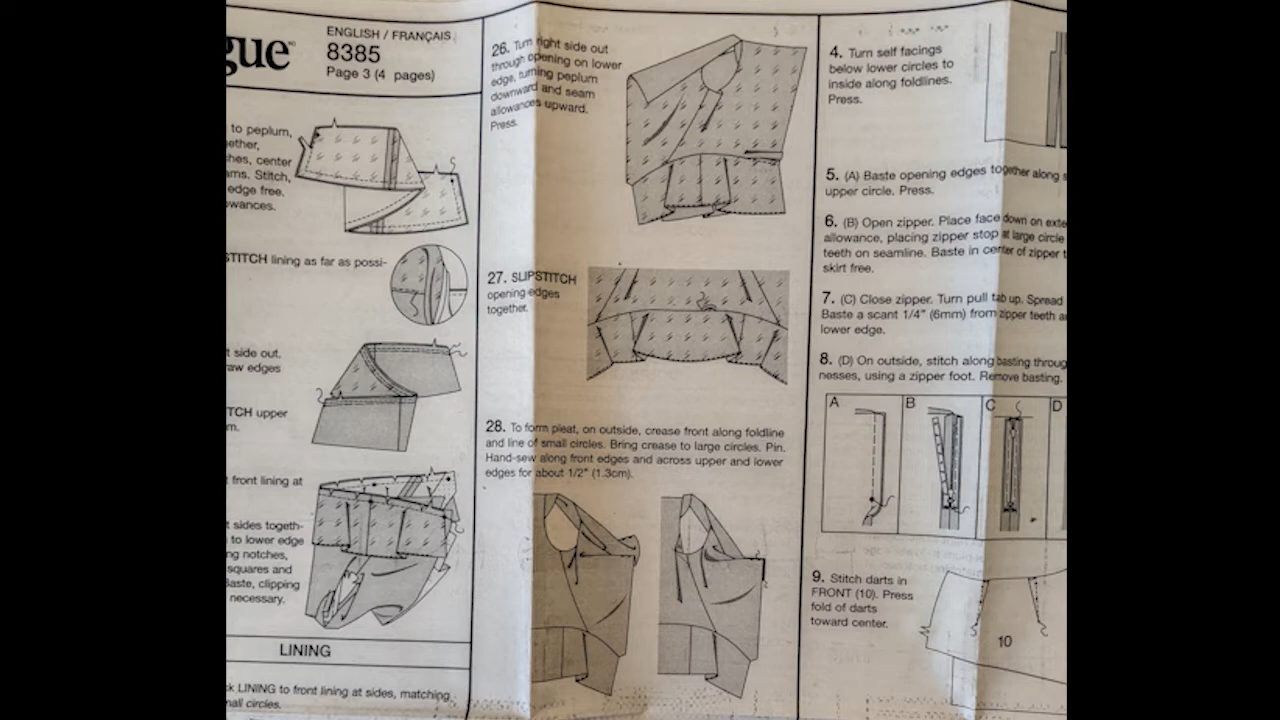 gue
ENGLISH / FRANÇAIS
8385
Page 3 (4 pages)
to peplum,
ether,
hes, center
ams. Stitch,
edge free.
owances.
STITCH lining as far as possi-
t side out.
raw edges
TCH upper
m.
t front lining at
t sides togeth-
to lower edge
ng notches,
squares and
Baste, clipping
necessary.
LINING
ck LINING to front lining at sides, matching
mall circles.
26. Turn right side out
through opening on lower
edge, turning peplum
downward and seam
allowances upward.
Press.
27. SLIPSTITCH
opening edges
together.
28. To form pleat, on outside, crease front along foldline
and line of small circles. Bring crease to large circles. Pin.
Hand-sew along front edges and across upper and lower
edges for about 1/2" (1.3cm).
4. Turn self facings
below lower circles to
inside along foldlines.
Press.
5. (A) Baste opening edges together along s
upper circle. Press.
6. (B) Open zipper. Place face down on exte
allowance, placing zipper stop at large circle
teeth on seamline. Baste in center of zipper t
skirt free.
7. (C) Close zipper. Turn pull tab up. Spread
Baste a scant 1/4" (6mm) from zipper teeth a
lower edge.
8. (D) On outside, stitch along basting throug
nesses, using a zipper foot. Remove basting.
A B C D
9. Stitch darts in
FRONT (10). Press
fold of darts
toward center.
10